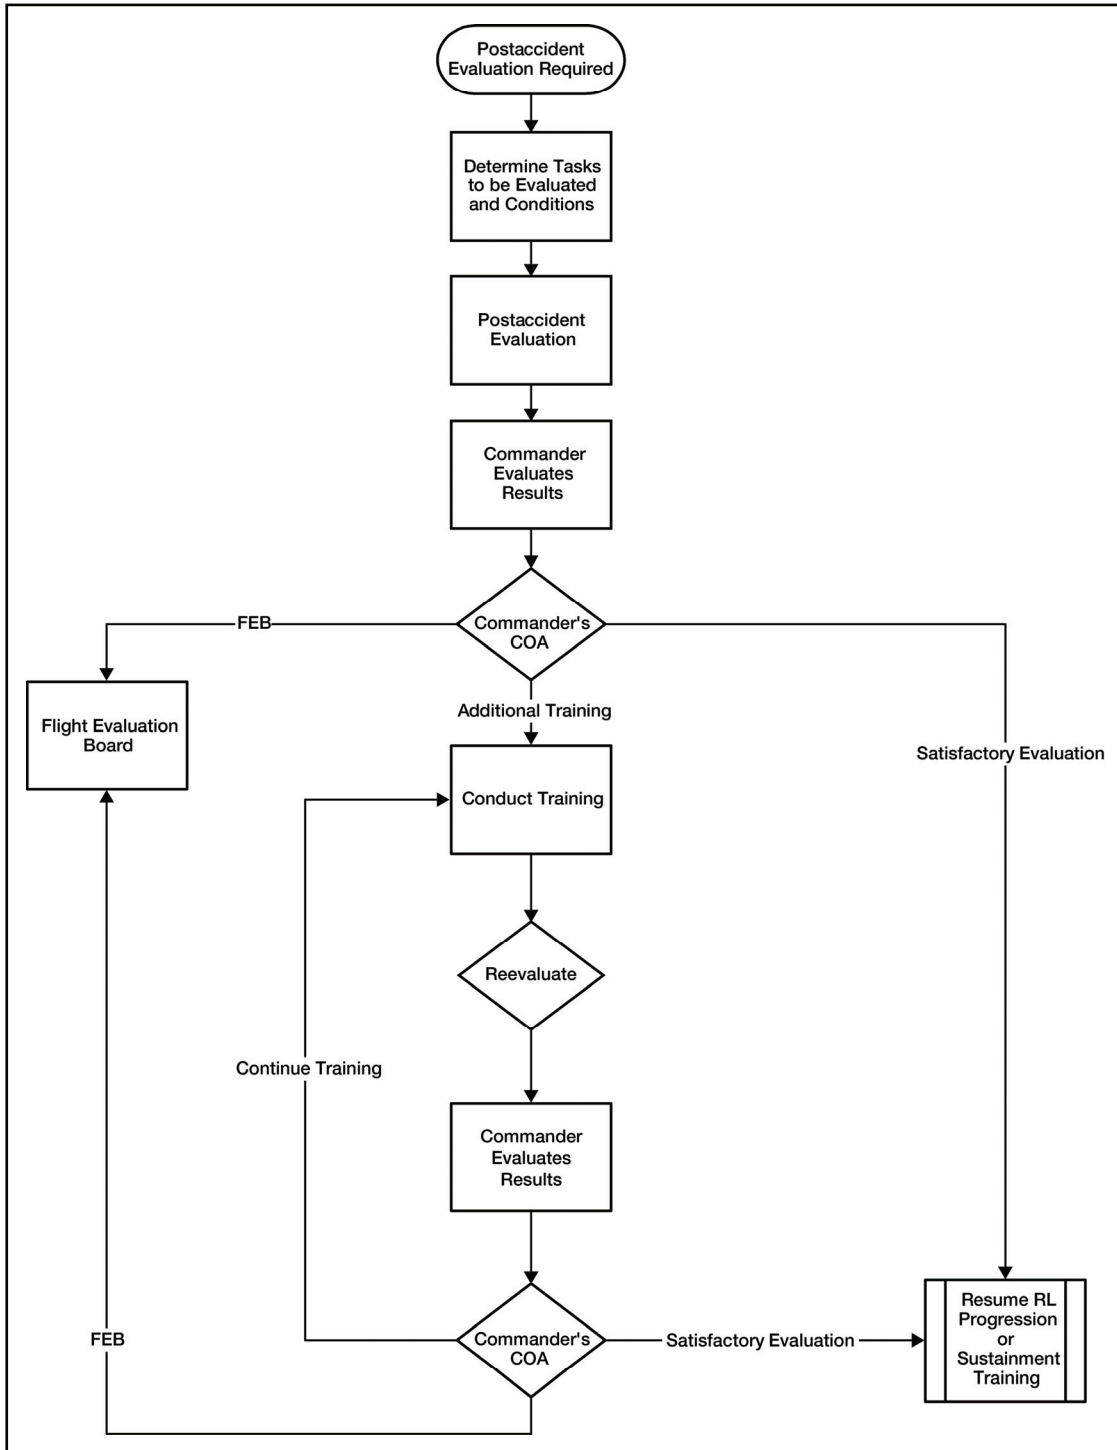 Postaccident
Evaluation Required
Determine Tasks
to be Evaluated
and Conditions
Postaccident
Evaluation
Commander
Evaluates
Results
Commander's
COA
FEB
Flight Evaluation
Board
Additional Training
Satisfactory Evaluation
Conduct Training
Reevaluate
Continue Training
Commander
Evaluates
Results
Commander's
COA
FEB
Satisfactory Evaluation
Resume RL
Progression
or
Sustainment
Training